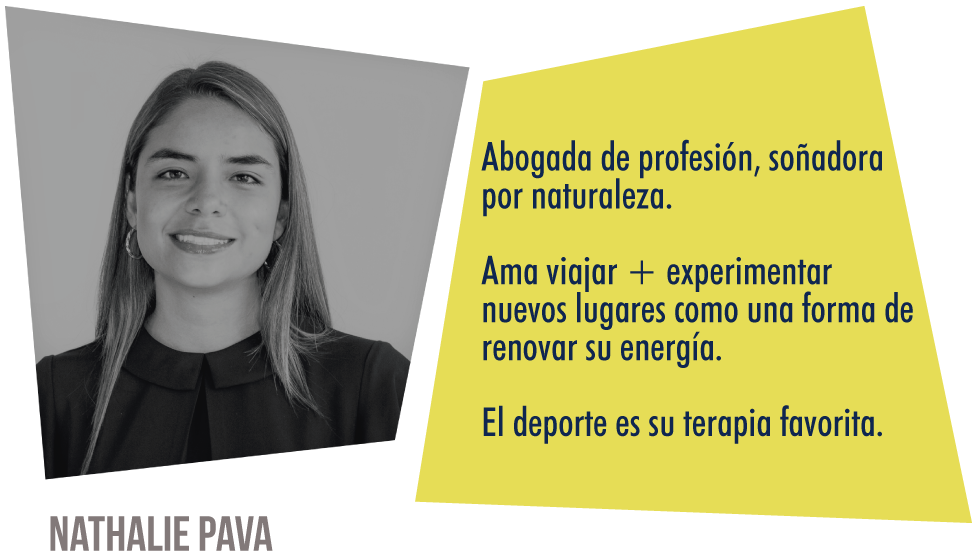 Abogada de profesión, soñadora
por naturaleza.
Ama viajar + experimentar
nuevos lugares como una forma de
renovar su energía.
El deporte es su terapia favorita.
NATHALIE PAVA